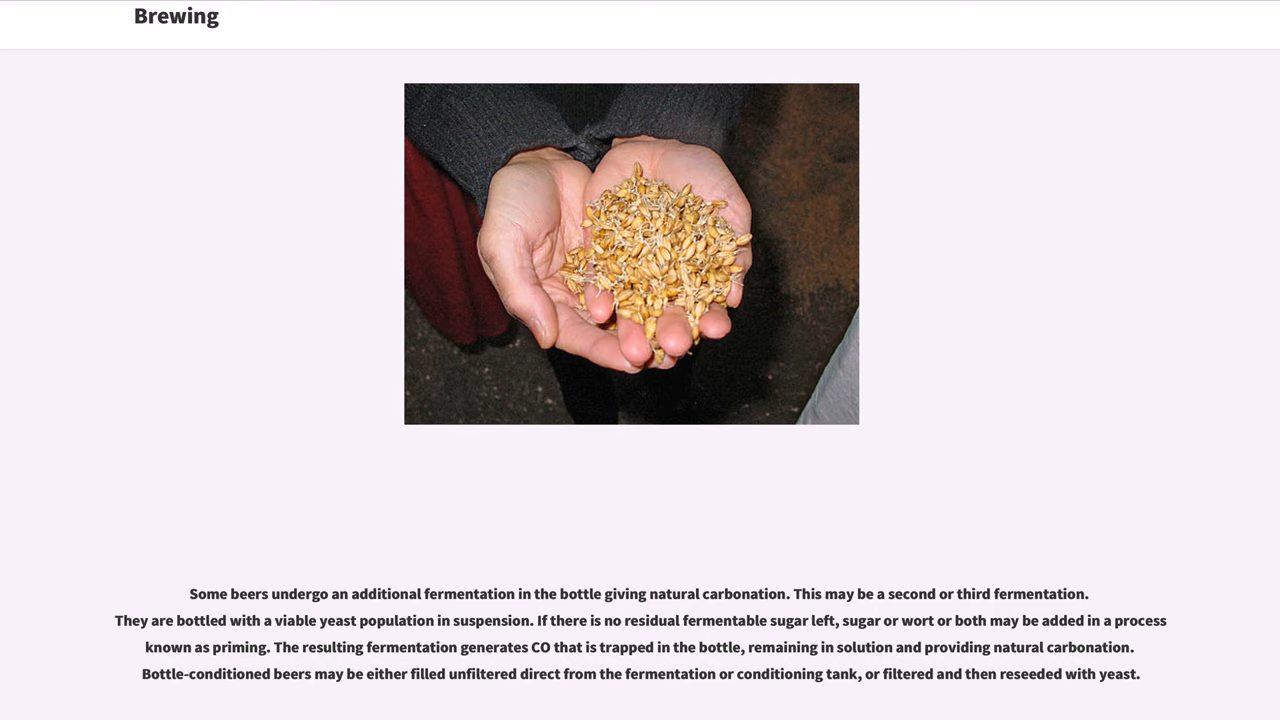 Brewing
Some beers undergo an additional fermentation in the bottle giving natural carbonation. This may be a second or third fermentation.
They are bottled with a viable yeast population in suspension. If there is no residual fermentable sugar left, sugar or wort or both may be added in a process
known as priming. The resulting fermentation generates CO that is trapped in the bottle, remaining in solution and providing natural carbonation.
Bottle-conditioned beers may be either filled unfiltered direct from the fermentation or conditioning tank, or filtered and then reseeded with yeast.